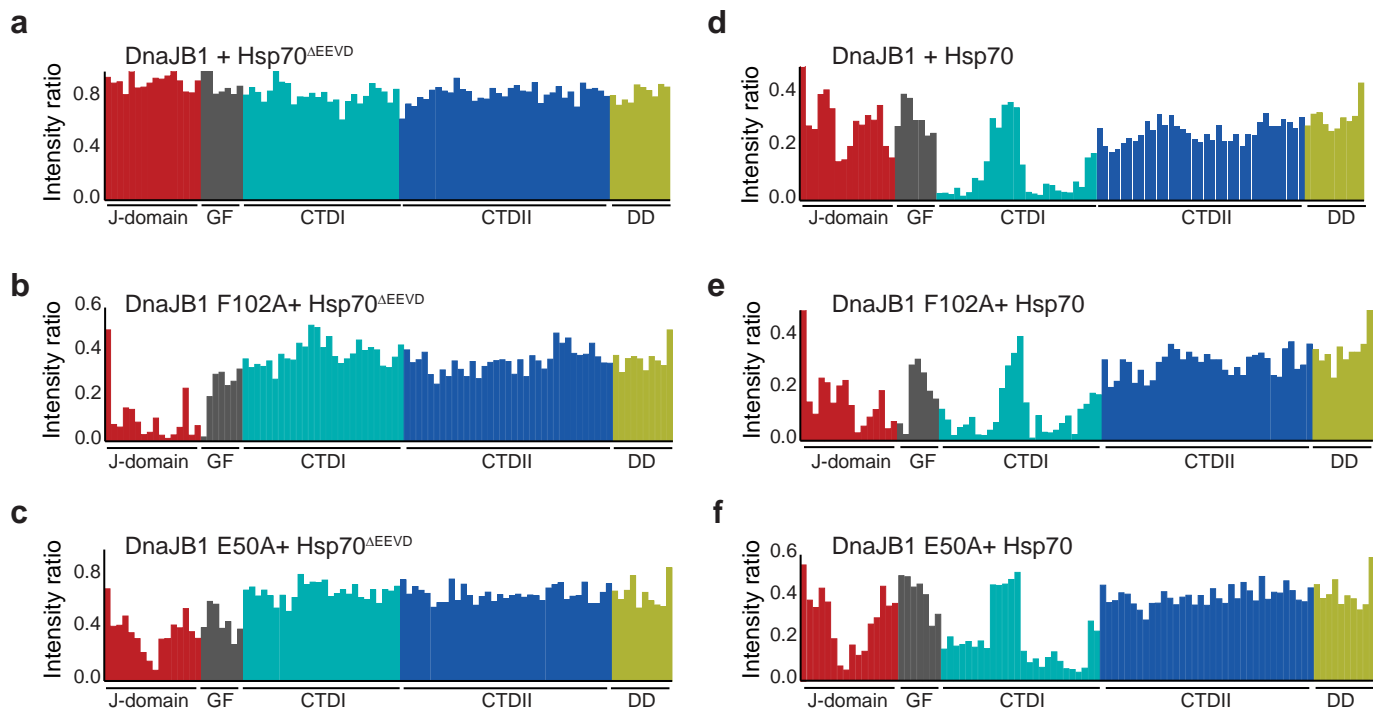 a
DnaJB1 + Hsp70ΔEEVD
Intensity ratio
0.8
0.4
0.0
J-domain GF CTDI CTDII DD
b
DnaJB1 F102A+ Hsp70ΔEEVD
Intensity ratio
0.6
0.4
0.2
0.0
J-domain GF CTDI CTDII DD
c
DnaJB1 E50A+ Hsp70ΔEEVD
Intensity ratio
0.8
0.4
0.0
J-domain GF CTDI CTDII DD
d
DnaJB1 + Hsp70
Intensity ratio
0.4
0.2
0.0
J-domain GF CTDI CTDII DD
e
DnaJB1 F102A+ Hsp70
Intensity ratio
0.4
0.2
0.0
J-domain GF CTDI CTDII DD
f
DnaJB1 E50A+ Hsp70
Intensity ratio
0.6
0.4
0.2
0.0
J-domain GF CTDI CTDII DD